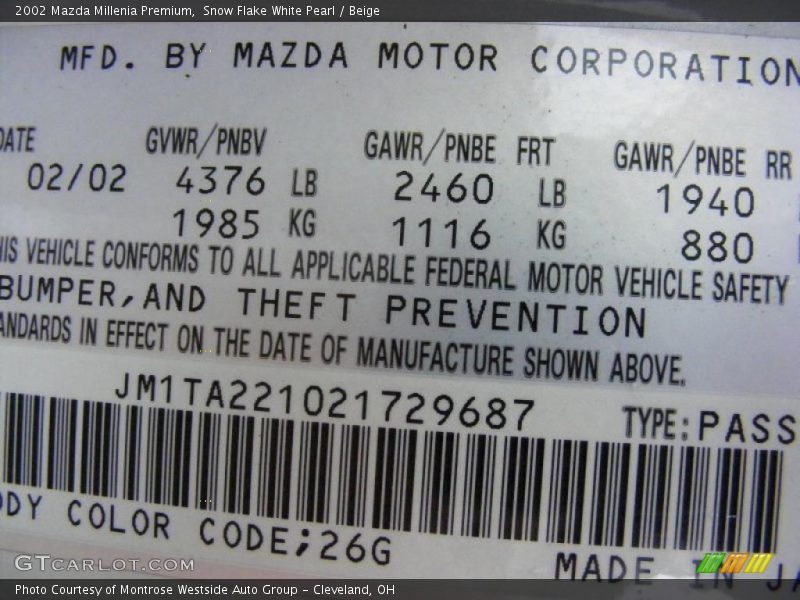 2002 Mazda Millenia Premium, Snow Flake White Pearl / Beige
MFD. BY MAZDA MOTOR CORPORATION
DATE GVWR/PNBV GAWR/PNBE FRT GAWR/PNBE RR
02/02 4376 LB 2460 LB 1940
1985 KG 1116 KG 880
HIS VEHICLE CONFORMS TO ALL APPLICABLE FEDERAL MOTOR VEHICLE SAFETY
BUMPER,AND THEFT PREVENTION
ANDARDS IN EFFECT ON THE DATE OF MANUFACTURE SHOWN ABOVE.
JM1TA221021729687 TYPE:PASS
ODY COLOR CODE;26G
MADE IN JA
GTCARLOT.COM
Photo Courtesy of Montrose Westside Auto Group - Cleveland, OH